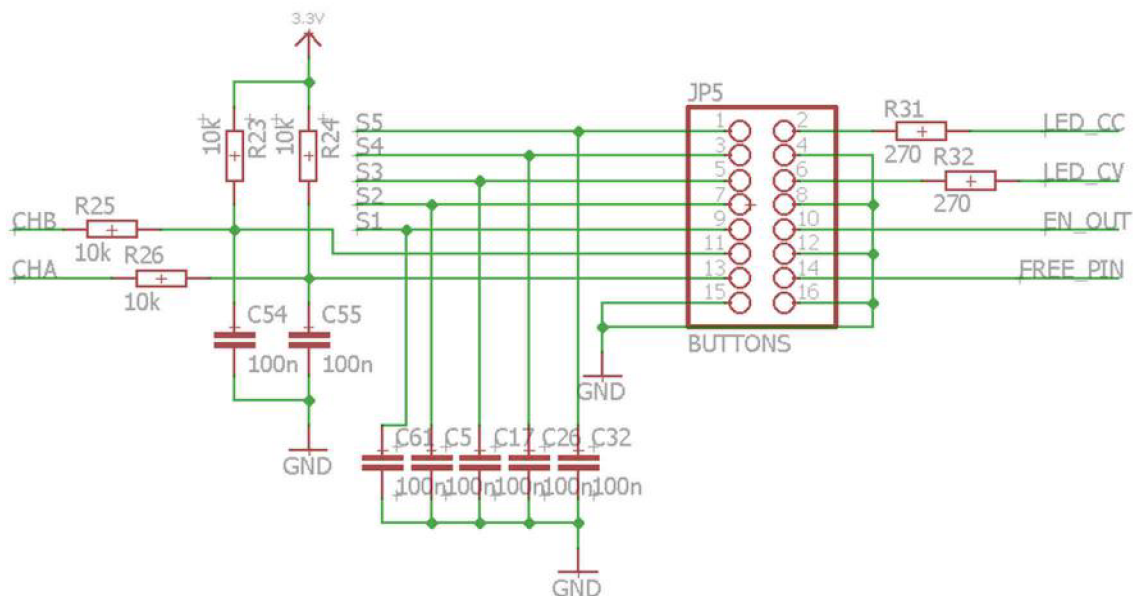 3.3V
10k
R23
10k
R24
JP5
S5
1
2
R31
LED_CC
270
S4
3
4
R32
S3
5
6
LED_CV
270
S2
7
8
R25
CHB
10k
S1
9
10
EN_OUT
R26
11
12
CHA
10k
13
14
FREE_PIN
15
16
C54
C55
100n
100n
BUTTONS
GND
C61
C5
C17
C26
C32
GND
100n
100n
100n
100n
100n
GND